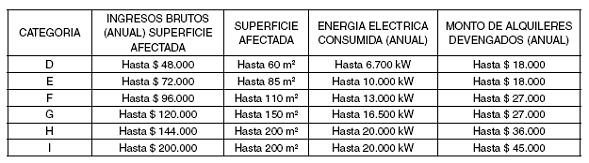 CATEGORIA | INGRESOS BRUTOS (ANUAL) SUPERFICIE AFECTADA | SUPERFICIE AFECTADA | ENERGIA ELECTRICA CONSUMIDA (ANUAL) | MONTO DE ALQUILERES DEVENGADOS (ANUAL)
D | Hasta $ 48.000 | Hasta 60 m² | Hasta 6.700 kW | Hasta $ 18.000
E | Hasta $ 72.000 | Hasta 85 m² | Hasta 10.000 kW | Hasta $ 18.000
F | Hasta $ 96.000 | Hasta 110 m² | Hasta 13.000 kW | Hasta $ 27.000
G | Hasta $ 120.000 | Hasta 150 m² | Hasta 16.500 kW | Hasta $ 27.000
H | Hasta $ 144.000 | Hasta 200 m² | Hasta 20.000 kW | Hasta $ 36.000
I | Hasta $ 200.000 | Hasta 200 m² | Hasta 20.000 kW | Hasta $ 45.000